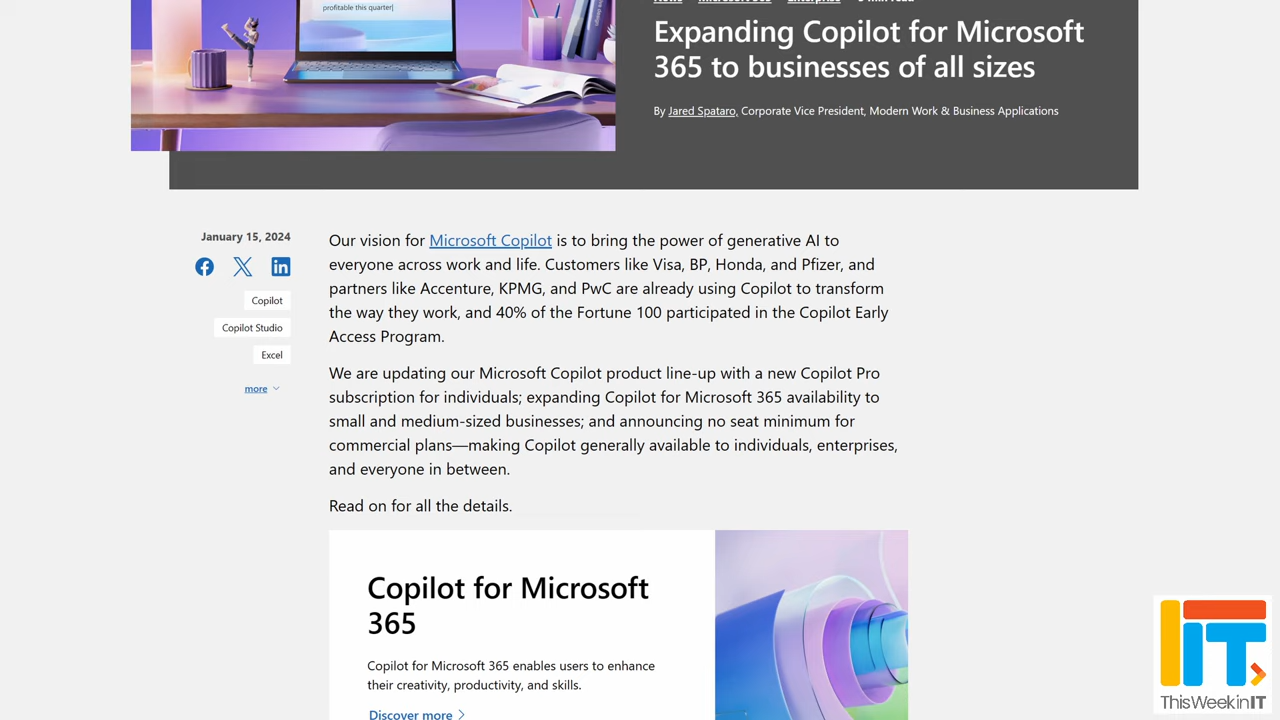 profitable this quarter
Expanding Copilot for Microsoft
365 to businesses of all sizes
By Jared Spataro, Corporate Vice President, Modern Work & Business Applications
January 15, 2024
Copilot
Copilot Studio
Excel
more
Our vision for Microsoft Copilot is to bring the power of generative AI to
everyone across work and life. Customers like Visa, BP, Honda, and Pfizer, and
partners like Accenture, KPMG, and PwC are already using Copilot to transform
the way they work, and 40% of the Fortune 100 participated in the Copilot Early
Access Program.
We are updating our Microsoft Copilot product line-up with a new Copilot Pro
subscription for individuals; expanding Copilot for Microsoft 365 availability to
small and medium-sized businesses; and announcing no seat minimum for
commercial plans—making Copilot generally available to individuals, enterprises,
and everyone in between.
Read on for all the details.
Copilot for Microsoft
365
Copilot for Microsoft 365 enables users to enhance
their creativity, productivity, and skills.
Discover more
IT
ThisWeekinIT